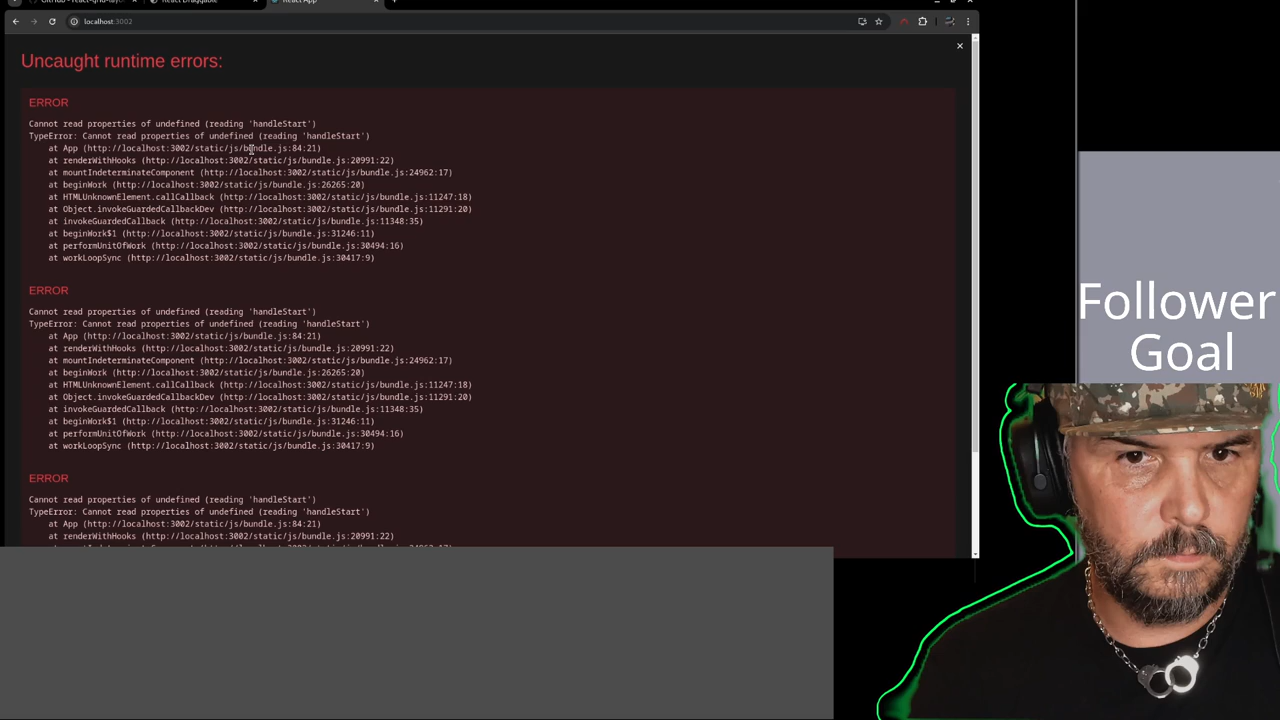 GitHub - react-grid-layo
React Draggable
React App
localhost:3002
Uncaught runtime errors:
ERROR
Cannot read properties of undefined (reading 'handleStart')
TypeError: Cannot read properties of undefined (reading 'handleStart')
at App (http://localhost:3002/static/js/bundle.js:84:21)
at renderWithHooks (http://localhost:3002/static/js/bundle.js:20991:22)
at mountIndeterminateComponent (http://localhost:3002/static/js/bundle.js:24962:17)
at beginWork (http://localhost:3002/static/js/bundle.js:26265:20)
at HTMLUnknownElement.callCallback (http://localhost:3002/static/js/bundle.js:11247:18)
at Object.invokeGuardedCallbackDev (http://localhost:3002/static/js/bundle.js:11291:20)
at invokeGuardedCallback (http://localhost:3002/static/js/bundle.js:11348:35)
at beginWork$1 (http://localhost:3002/static/js/bundle.js:31246:11)
at performUnitOfWork (http://localhost:3002/static/js/bundle.js:30494:16)
at workLoopSync (http://localhost:3002/static/js/bundle.js:30417:9)
ERROR
Cannot read properties of undefined (reading 'handleStart')
TypeError: Cannot read properties of undefined (reading 'handleStart')
at App (http://localhost:3002/static/js/bundle.js:84:21)
at renderWithHooks (http://localhost:3002/static/js/bundle.js:20991:22)
at mountIndeterminateComponent (http://localhost:3002/static/js/bundle.js:24962:17)
at beginWork (http://localhost:3002/static/js/bundle.js:26265:20)
at HTMLUnknownElement.callCallback (http://localhost:3002/static/js/bundle.js:11247:18)
at Object.invokeGuardedCallbackDev (http://localhost:3002/static/js/bundle.js:11291:20)
at invokeGuardedCallback (http://localhost:3002/static/js/bundle.js:11348:35)
at beginWork$1 (http://localhost:3002/static/js/bundle.js:31246:11)
at performUnitOfWork (http://localhost:3002/static/js/bundle.js:30494:16)
at workLoopSync (http://localhost:3002/static/js/bundle.js:30417:9)
ERROR
Cannot read properties of undefined (reading 'handleStart')
TypeError: Cannot read properties of undefined (reading 'handleStart')
at App (http://localhost:3002/static/js/bundle.js:84:21)
at renderWithHooks (http://localhost:3002/static/js/bundle.js:20991:22)
Follower
Goal